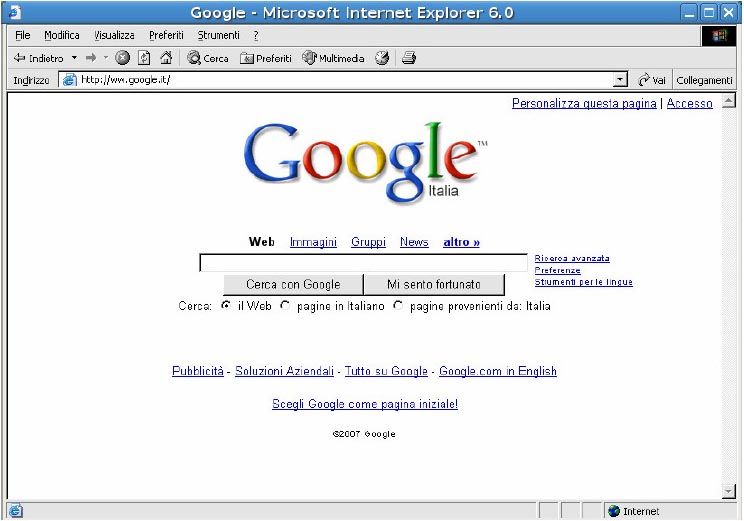 Google - Microsoft Internet Explorer 6.0
File Modifica Visualizza Preferiti Strumenti ?
Indietro Cerca Preferiti Multimedia
Indirizzo http://www.google.it/ Vai Collegamenti
Personalizza questa pagina | Accesso
Google™
Italia
Web Immagini Gruppi News altro »
Ricerca avanzata
Preferenze
Strumenti per le lingue
Cerca con Google Mi sento fortunato
Cerca: il Web pagine in Italiano pagine provenienti da: Italia
Pubblicità - Soluzioni Aziendali - Tutto su Google - Google.com in English
Scegli Google come pagina iniziale!
©2007 Google
Internet